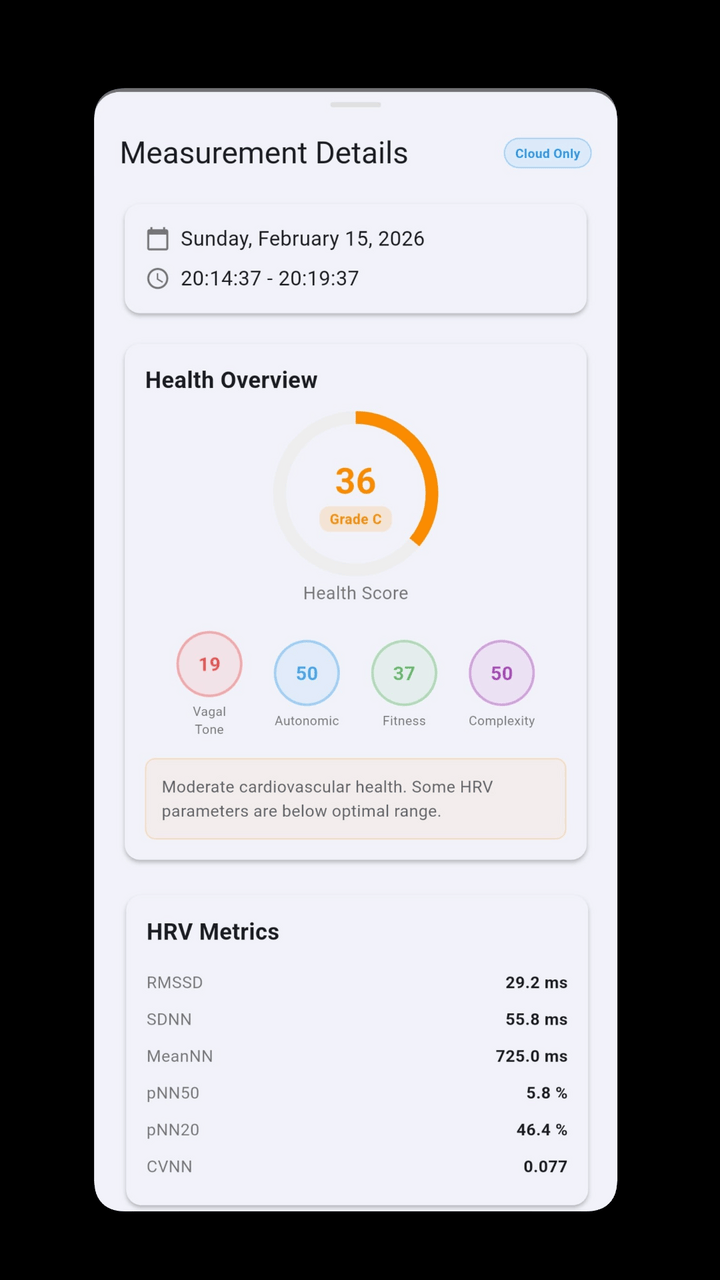 Measurement Details
Cloud Only
Sunday, February 15, 2026
20:14:37 - 20:19:37
Health Overview
36
Grade C
Health Score
19
50
37
50
Vagal
Tone
Autonomic
Fitness
Complexity
Moderate cardiovascular health. Some HRV
parameters are below optimal range.
HRV Metrics
RMSSD 29.2 ms
SDNN 55.8 ms
MeanNN 725.0 ms
pNN50 5.8 %
pNN20 46.4 %
CVNN 0.077